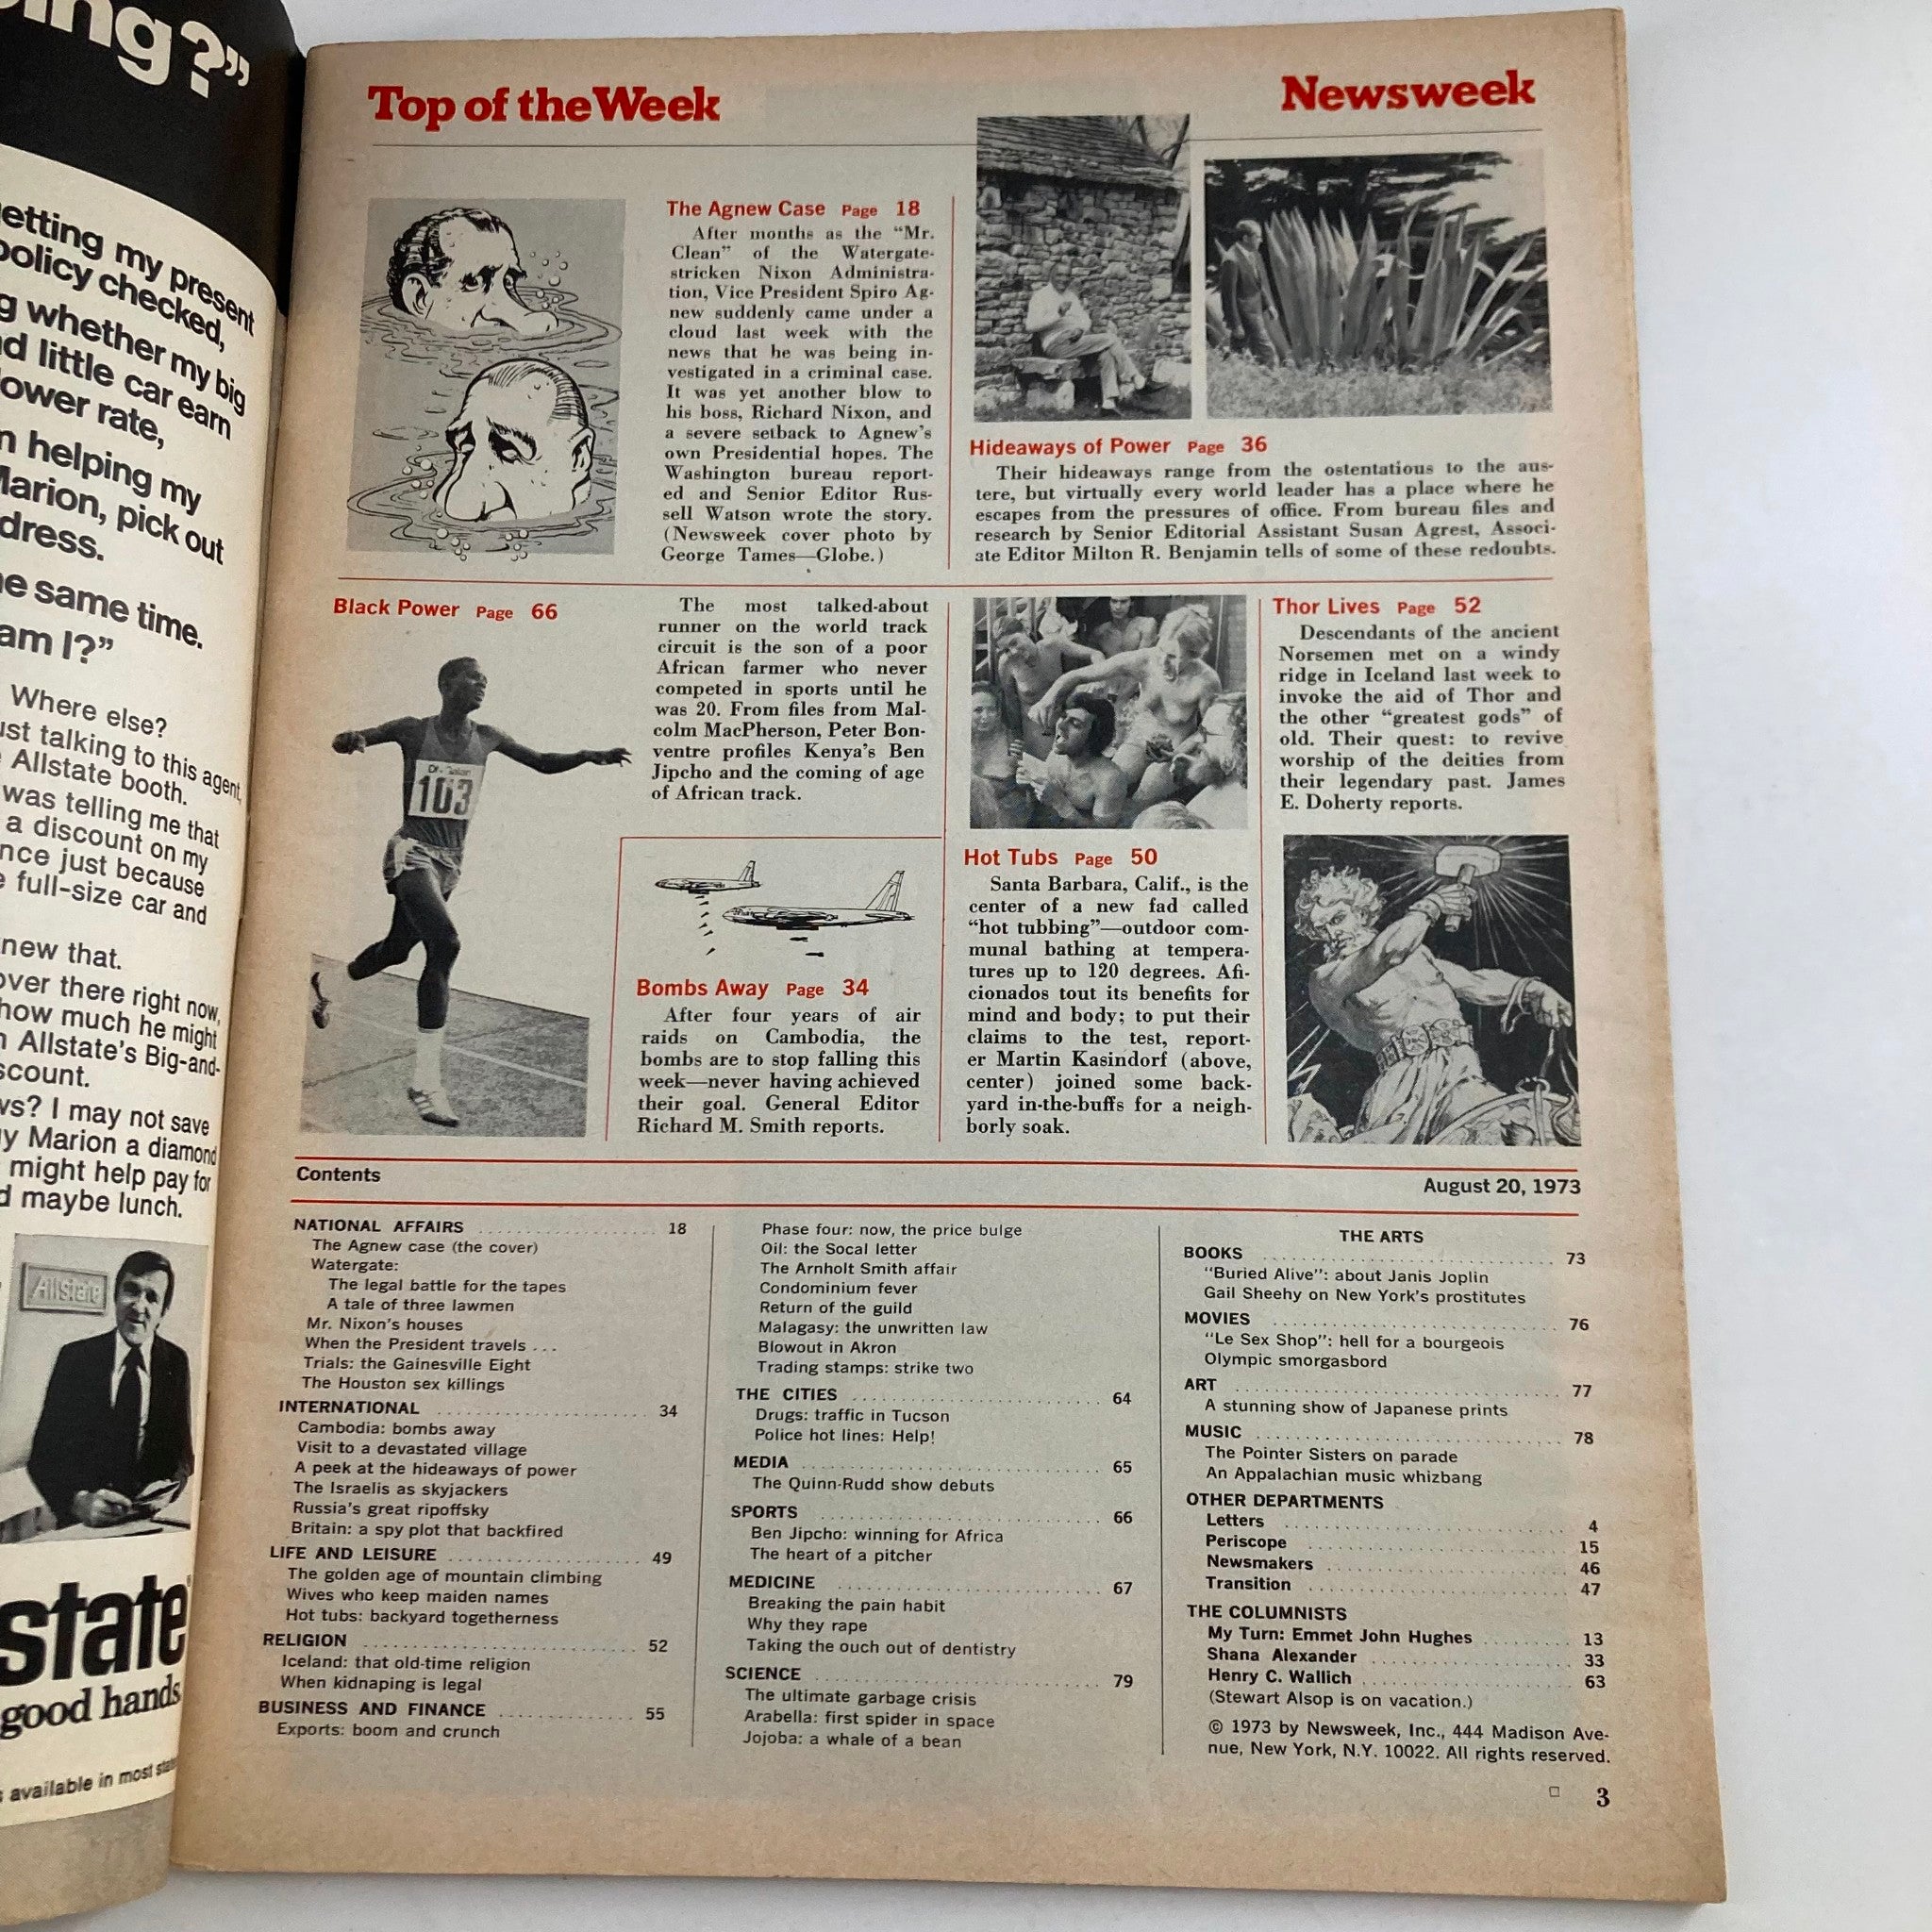 ing?”
etting my present
policy checked,
g whether my big
d little car earn
lower rate,
n helping my
Marion, pick out
dress.
e same time.
am I?”
Where else?
ust talking to this agent,
Allstate booth.
was telling me that
a discount on my
nce just because
full-size car and
new that.
over there right now,
how much he might
Allstate's Big-and-
scount.
ws? I may not save
y Marion a diamond
might help pay for
d maybe lunch.
Allstate
state
good hands.
available in most
Top of the Week
Newsweek
The Agnew Case Page 18
After months as the “Mr.
Clean” of the Watergate-
stricken Nixon Administra-
tion, Vice President Spiro Ag-
new suddenly came under a
cloud last week with the
news that he was being in-
vestigated in a criminal case.
It was yet another blow to
his boss, Richard Nixon, and
a severe setback to Agnew's
own Presidential hopes. The
Washington bureau report-
ed and Senior Editor Rus-
sell Watson wrote the story.
(Newsweek cover photo by
George Tames—Globe.)
Hideaways of Power Page 36
Their hideaways range from the ostentatious to the aus-
tere, but virtually every world leader has a place where he
escapes from the pressures of office. From bureau files and
research by Senior Editorial Assistant Susan Agrest, Associ-
ate Editor Milton R. Benjamin tells of some of these redoubts.
Black Power Page 66
103
The most talked-about
runner on the world track
circuit is the son of a poor
African farmer who never
competed in sports until he
was 20. From files from Mal-
colm MacPherson, Peter Bon-
ventre profiles Kenya's Ben
Jipcho and the coming of age
of African track.
Bombs Away Page 34
After four years of air
raids on Cambodia, the
bombs are to stop falling this
week—never having achieved
their goal. General Editor
Richard M. Smith reports.
Hot Tubs Page 50
Santa Barbara, Calif., is the
center of a new fad called
“hot tubbing”—outdoor com-
munal bathing at tempera-
tures up to 120 degrees. Afi-
cionados tout its benefits for
mind and body; to put their
claims to the test, report-
er Martin Kasindorf (above,
center) joined some back-
yard in-the-buffs for a neigh-
borly soak.
Thor Lives Page 52
Descendants of the ancient
Norsemen met on a windy
ridge in Iceland last week to
invoke the aid of Thor and
the other “greatest gods” of
old. Their quest: to revive
worship of the deities from
their legendary past. James
E. Doherty reports.
Contents
August 20, 1973
NATIONAL AFFAIRS 18
The Agnew case (the cover)
Watergate:
The legal battle for the tapes
A tale of three lawmen
Mr. Nixon's houses
When the President travels . . .
Trials: the Gainesville Eight
The Houston sex killings
INTERNATIONAL 34
Cambodia: bombs away
Visit to a devastated village
A peek at the hideaways of power
The Israelis as skyjackers
Russia's great ripoffsky
Britain: a spy plot that backfired
LIFE AND LEISURE 49
The golden age of mountain climbing
Wives who keep maiden names
Hot tubs: backyard togetherness
RELIGION 52
Iceland: that old-time religion
When kidnaping is legal
BUSINESS AND FINANCE 55
Exports: boom and crunch
Phase four: now, the price bulge
Oil: the Socal letter
The Arnholt Smith affair
Condominium fever
Return of the guild
Malagasy: the unwritten law
Blowout in Akron
Trading stamps: strike two
THE CITIES 64
Drugs: traffic in Tucson
Police hot lines: Help!
MEDIA 65
The Quinn-Rudd show debuts
SPORTS 66
Ben Jipcho: winning for Africa
The heart of a pitcher
MEDICINE 67
Breaking the pain habit
Why they rape
Taking the ouch out of dentistry
SCIENCE 79
The ultimate garbage crisis
Arabella: first spider in space
Jojoba: a whale of a bean
THE ARTS
BOOKS 73
“Buried Alive”: about Janis Joplin
Gail Sheehy on New York's prostitutes
MOVIES 76
“Le Sex Shop”: hell for a bourgeois
Olympic smorgasbord
ART 77
A stunning show of Japanese prints
MUSIC 78
The Pointer Sisters on parade
An Appalachian music whizbang
OTHER DEPARTMENTS
Letters 4
Periscope 15
Newsmakers 46
Transition 47
THE COLUMNISTS
My Turn: Emmet John Hughes 13
Shana Alexander 33
Henry C. Wallich 63
(Stewart Alsop is on vacation.)
© 1973 by Newsweek, Inc., 444 Madison Ave-
nue, New York, N.Y. 10022. All rights reserved.
3